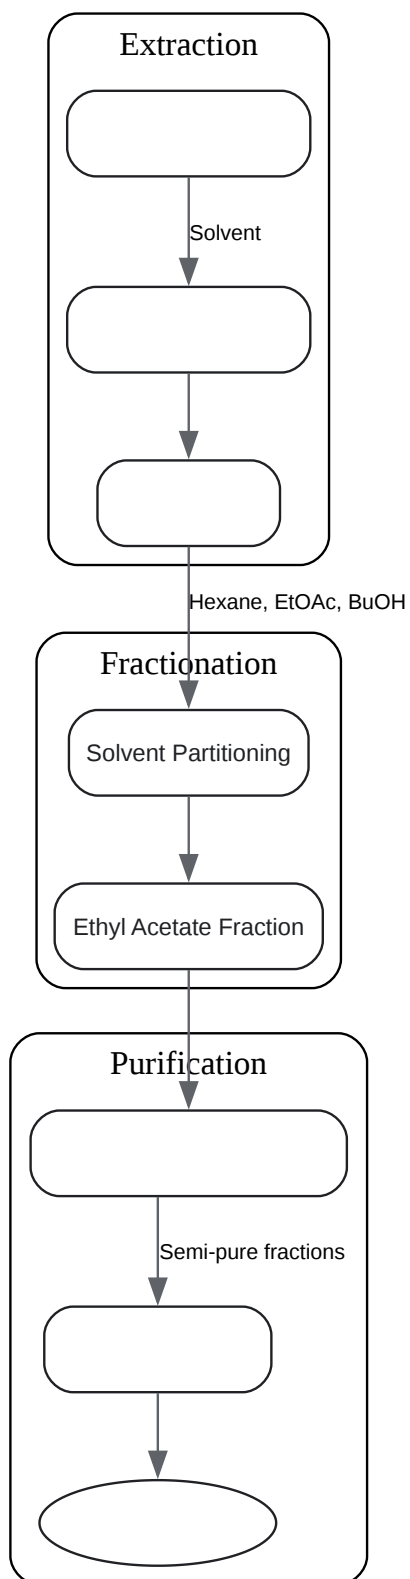 Extraction
Solvent
Hexane, EtOAc, BuOH
Fractionation
Solvent Partitioning
Ethyl Acetate Fraction
Purification
Semi-pure fractions